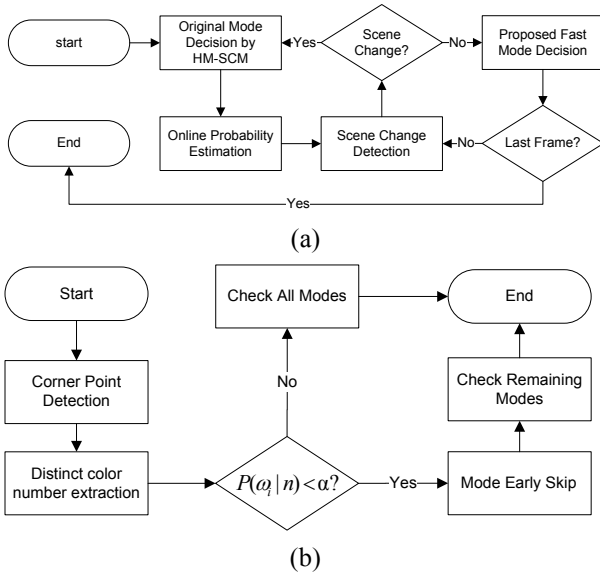 start
Original Mode
Decision by
HM-SCM
Yes
Scene
Change?
No
Proposed Fast
Mode Decision
End
Online Probability
Estimation
Scene Change
Detection
No
Last Frame?
Yes
(a)
Start
Check All Modes
End
Corner Point
Detection
No
Check Remaining
Modes
Distinct color
number extraction
P(ω_i | n) < α?
Yes
Mode Early Skip
(b)